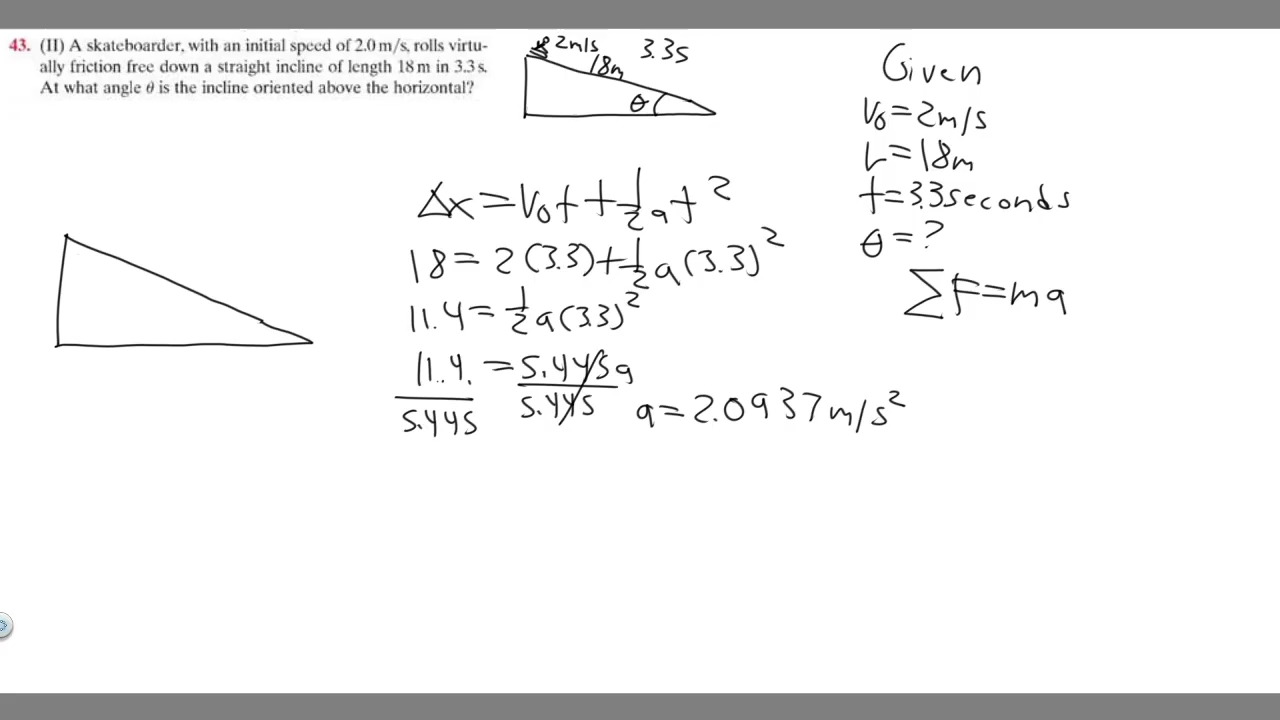 43. (II) A skateboarder, with an initial speed of 2.0 m/s, rolls virtu-
ally friction free down a straight incline of length 18 m in 3.3 s.
At what angle θ is the incline oriented above the horizontal?
2m/s
3.3s
18m
θ
Given
V₀=2m/s
L=18m
t=3.3seconds
θ=?
ΣF=ma
Δx=V₀t+1/2at²
18=2(3.3)+1/2a(3.3)²
11.4=1/2a(3.3)²
11.4.=5.445a
5.445 5.445
a=2.0937m/s²